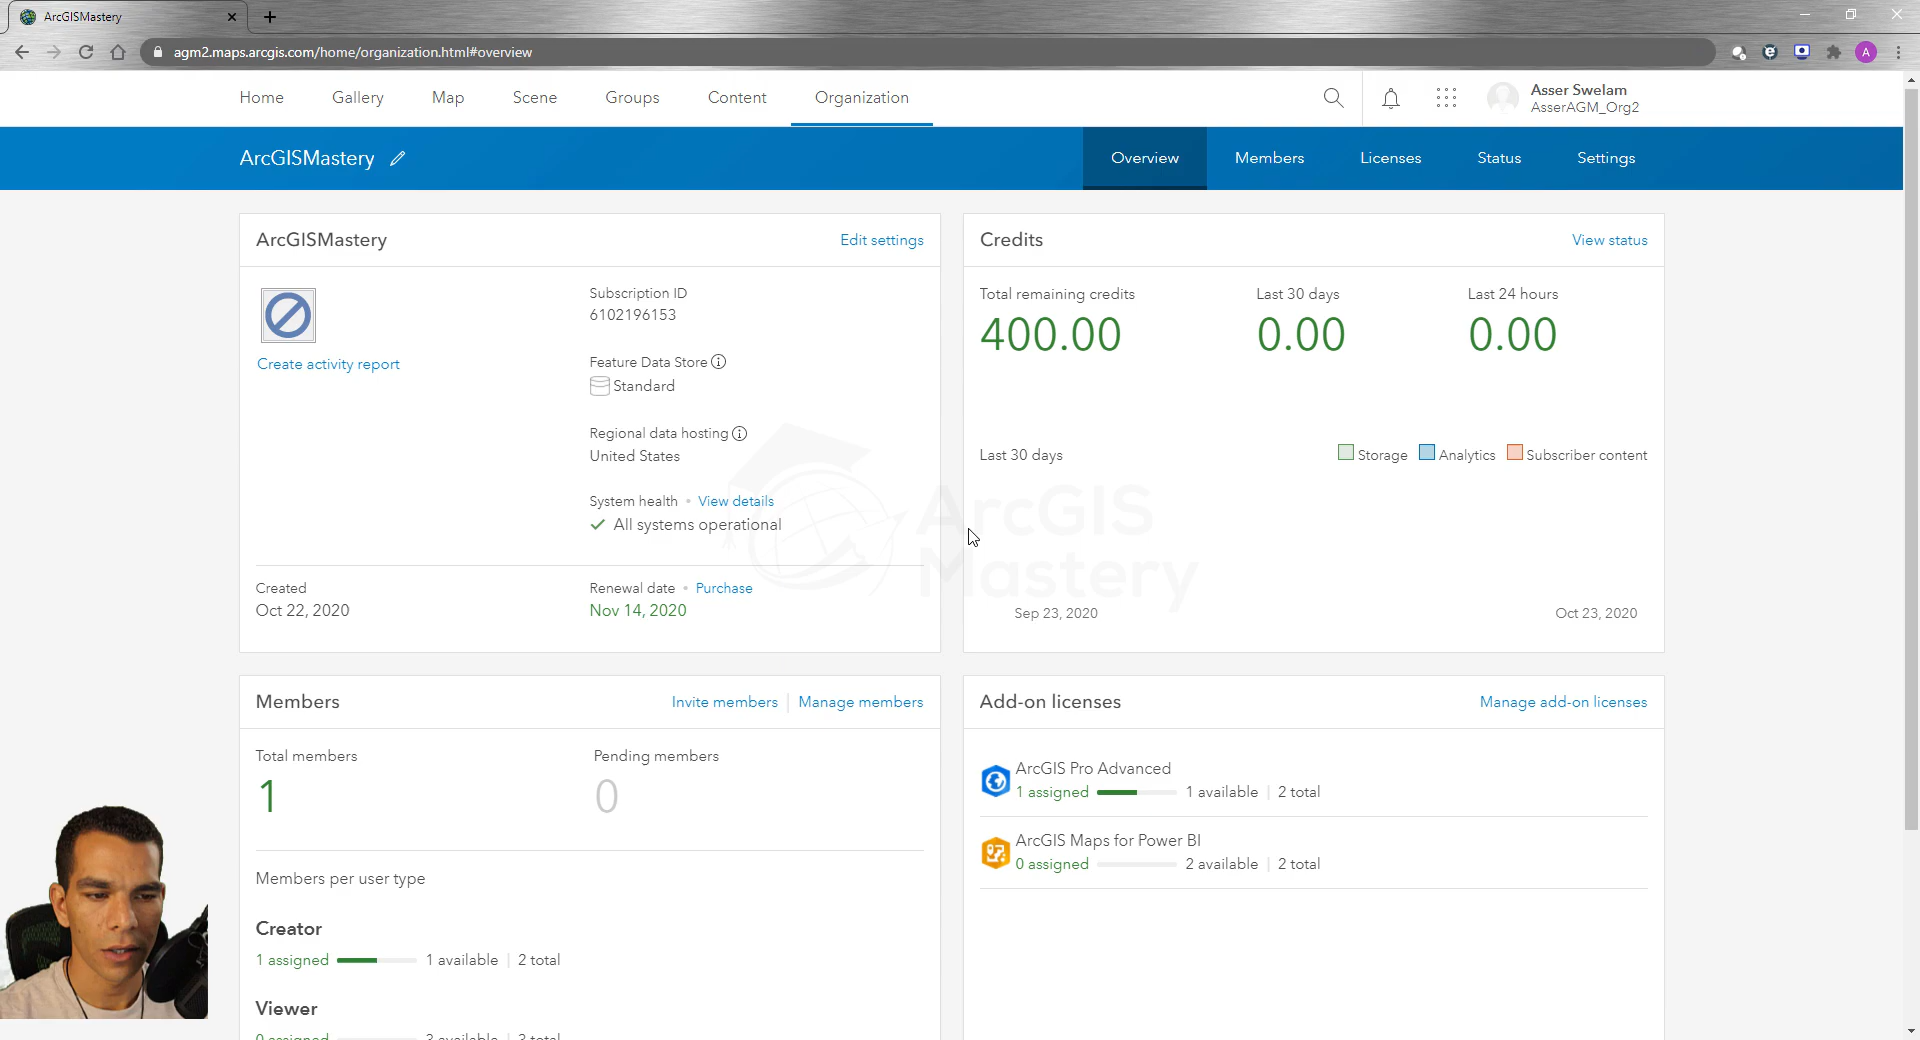 ArcGISMastery
agm2.maps.arcgis.com/home/organization.html#overview
A
Home Gallery Map Scene Groups Content Organization
Asser Swelam
AsserAGM_Org2
ArcGISMastery
Overview Members Licenses Status Settings
ArcGISMastery Edit settings
Create activity report
Subscription ID
6102196153
Feature Data Store
Standard
Regional data hosting
United States
System health • View details
All systems operational
Created
Oct 22, 2020
Renewal date • Purchase
Nov 14, 2020
Credits View status
Total remaining credits Last 30 days Last 24 hours
400.00 0.00 0.00
Last 30 days Storage Analytics Subscriber content
Sep 23, 2020 Oct 23, 2020
ArcGIS
Mastery
Members Invite members Manage members
Total members Pending members
1 0
Members per user type
Creator
1 assigned 1 available 2 total
Viewer
0 assigned 3 available 3 total
Add-on licenses Manage add-on licenses
ArcGIS Pro Advanced
1 assigned 1 available 2 total
ArcGIS Maps for Power BI
0 assigned 2 available 2 total